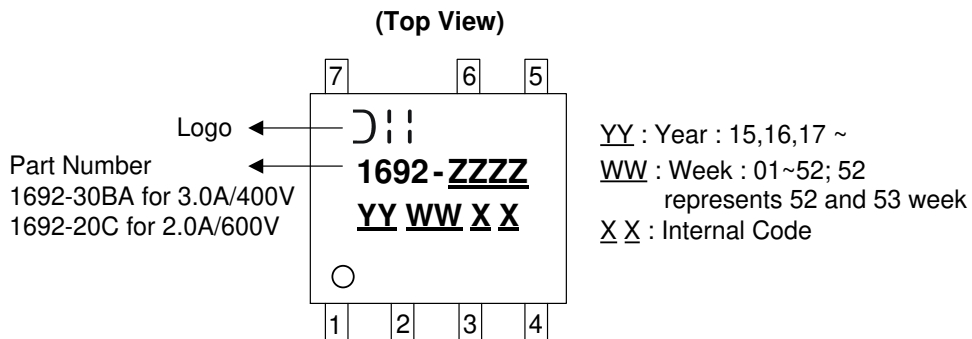 (Top View)
7 6 5
Logo
Part Number
1692-30BA for 3.0A/400V
1692-20C for 2.0A/600V
1692-ZZZZ
YY WW X X
YY : Year : 15,16,17 ~
WW : Week : 01~52; 52
represents 52 and 53 week
X X : Internal Code
1 2 3 4